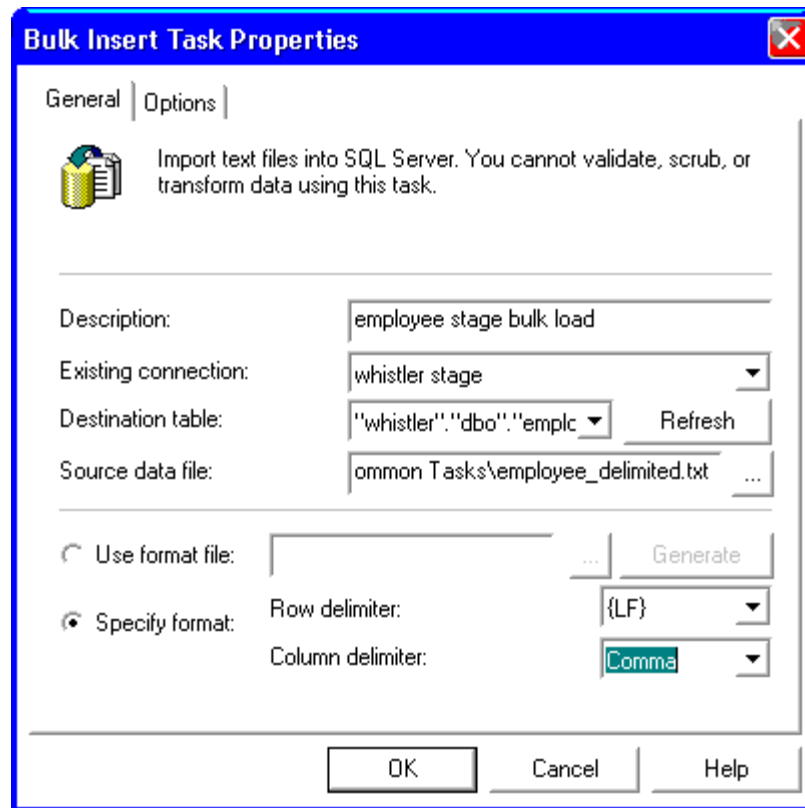 Bulk Insert Task Properties
General Options
Import text files into SQL Server. You cannot validate, scrub, or
transform data using this task.
Description: employee stage bulk load
Existing connection: whistler stage
Destination table: "whistler"."dbo"."emplc Refresh
Source data file: ommon Tasks\employee_delimited.txt ...
Use format file: ... Generate
Specify format: Row delimiter: {LF}
Column delimiter: Comma
OK Cancel Help